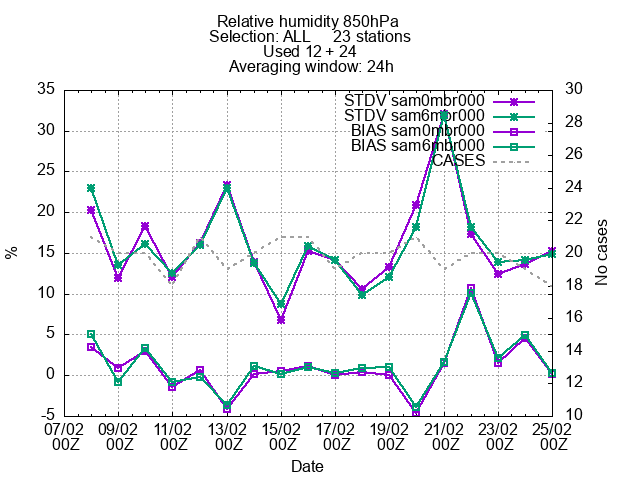 Relative humidity 850hPa
Selection: ALL 23 stations
Used 12 + 24
Averaging window: 24h
STDV sam0mbr000
STDV sam6mbr000
BIAS sam0mbr000
BIAS sam6mbr000
CASES
35
30
25
20
15
10
5
0
-5
%
30
28
26
24
22
20
18
16
14
12
10
No cases
07/02 09/02 11/02 13/02 15/02 17/02 19/02 21/02 23/02 25/02
00Z 00Z 00Z 00Z 00Z 00Z 00Z 00Z 00Z 00Z
Date